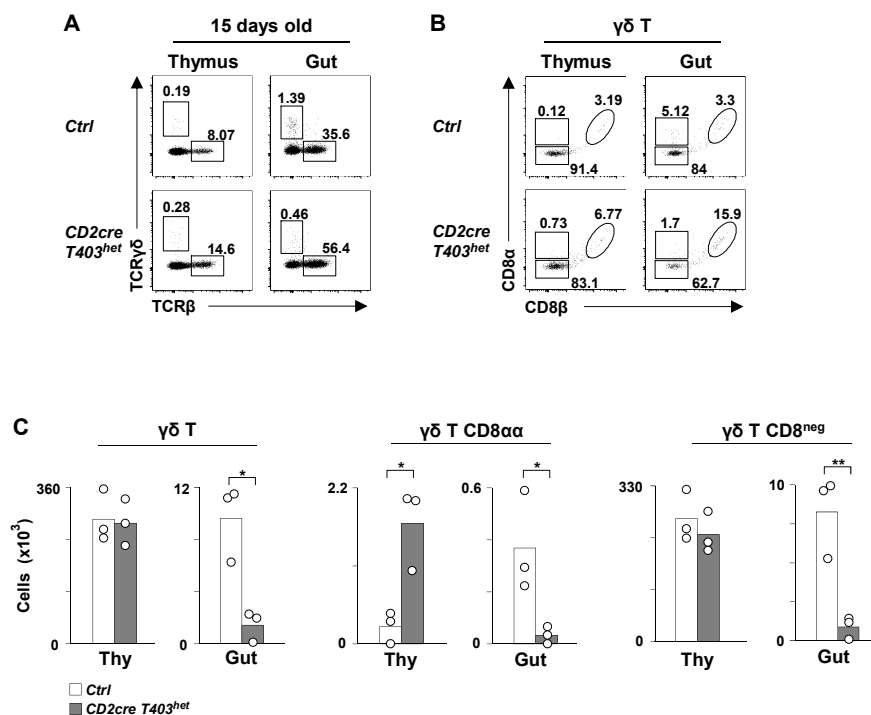 A
15 days old
Thymus Gut
Ctrl
0.19
8.07
1.39
35.6
CD2cre
T403het
0.28
14.6
0.46
56.4
TCRγδ
TCRβ
B
γδ T
Thymus Gut
Ctrl
0.12
3.19
91.4
5.12
3.3
84
CD2cre
T403het
0.73
6.77
83.1
1.7
15.9
62.7
CD8α
CD8β
C
γδ T
γδ T CD8αα
γδ T CD8neg
Cells (x10³)
360
0
Thy
12
0
*
Gut
2.2
0
*
Thy
0.6
0
*
Gut
330
0
Thy
10
0
**
Gut
Ctrl
CD2cre T403het